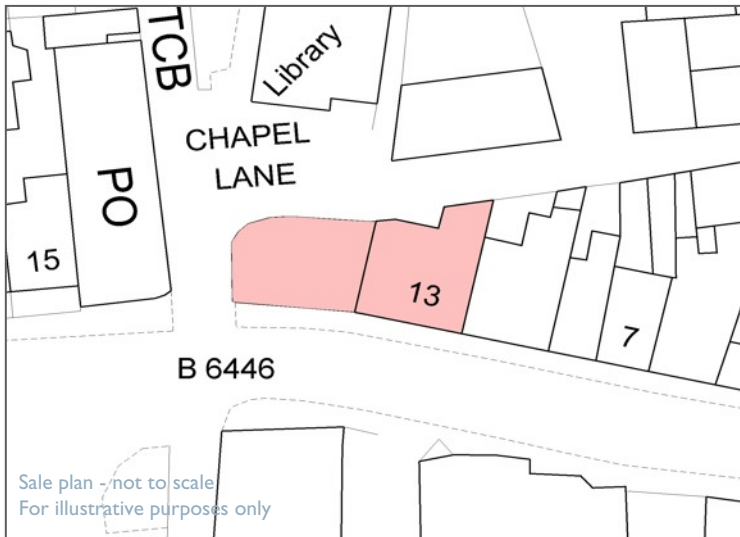 TCB
Library
CHAPEL
LANE
PO
15
13
7
B 6446
Sale plan - not to scale
For illustrative purposes only